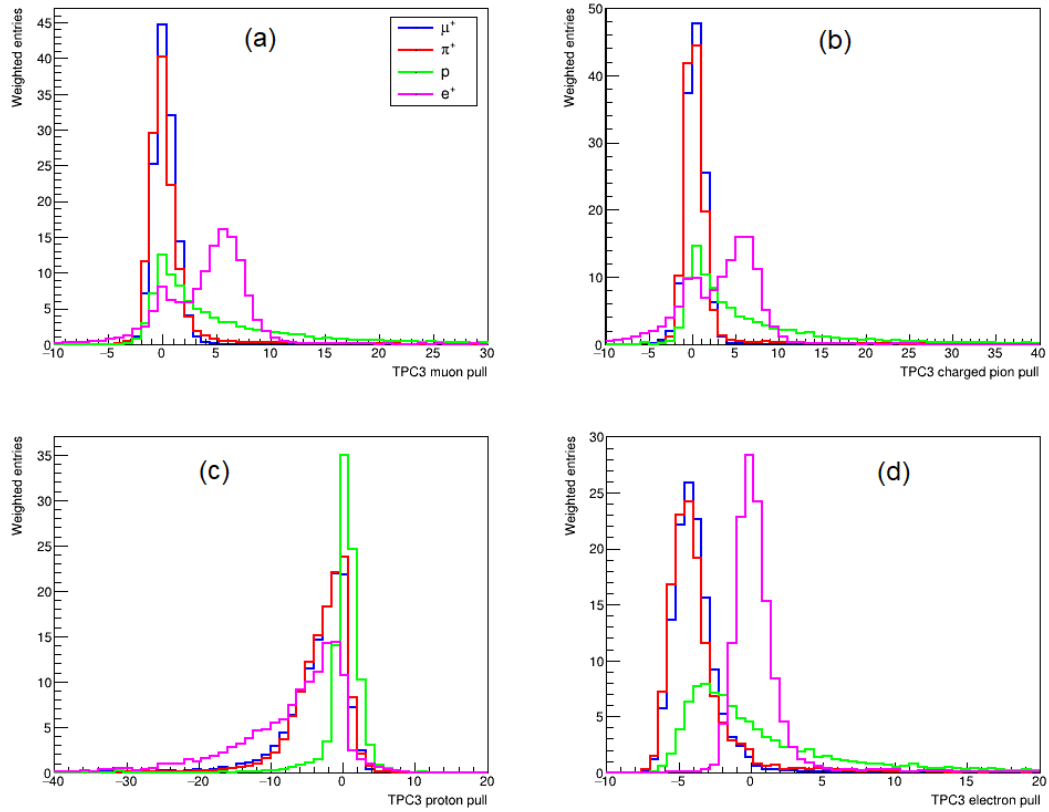 Weighted entries
45
40
35
30
25
20
15
10
5
0
(a)
μ⁺
π⁺
p
e⁺
−10 −5 0 5 10 15 20 25 30
TPC3 muon pull
Weighted entries
50
40
30
20
10
0
(b)
−10 −5 0 5 10 15 20 25 30 35 40
TPC3 charged pion pull
Weighted entries
35
30
25
20
15
10
5
0
(c)
−40 −30 −20 −10 0 10 20
TPC3 proton pull
Weighted entries
30
25
20
15
10
5
0
(d)
−10 −5 0 5 10 15 20
TPC3 electron pull